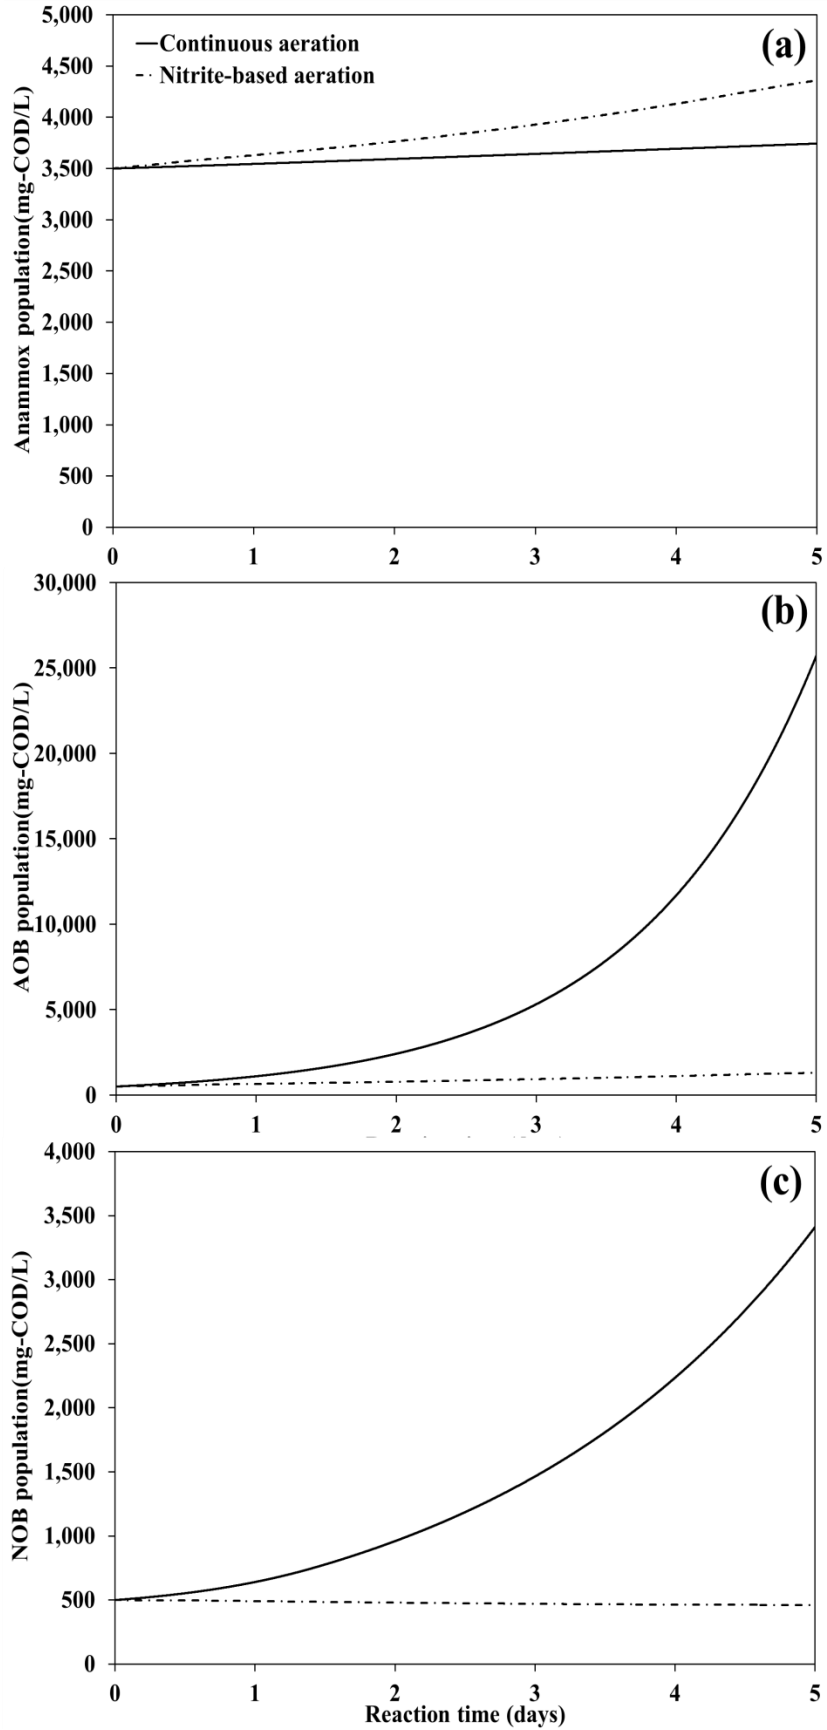 5,000
(a)
Continuous aeration
Nitrite-based aeration
4,500
4,000
3,500
3,000
2,500
2,000
1,500
1,000
500
0
Anammox population(mg-COD/L)
0 1 2 3 4 5
30,000
(b)
25,000
20,000
15,000
10,000
5,000
0
AOB population(mg-COD/L)
0 1 2 3 4 5
4,000
(c)
3,500
3,000
2,500
2,000
1,500
1,000
500
0
NOB population(mg-COD/L)
0 1 2 3 4 5
Reaction time (days)